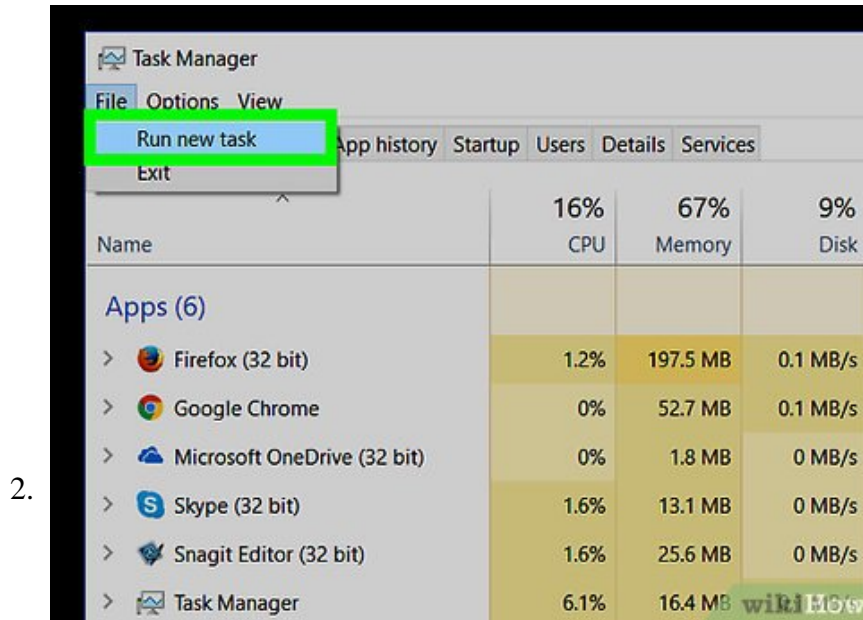 Task Manager
File Options View
Run new task App history Startup Users Details Services
Exit
16% 67% 9%
Name CPU Memory Disk
Apps (6)
Firefox (32 bit) 1.2% 197.5 MB 0.1 MB/s
Google Chrome 0% 52.7 MB 0.1 MB/s
Microsoft OneDrive (32 bit) 0% 1.8 MB 0 MB/s
2.
Skype (32 bit) 1.6% 13.1 MB 0 MB/s
Snagit Editor (32 bit) 1.6% 25.6 MB 0 MB/s
Task Manager 6.1% 16.4 MB wikiHow